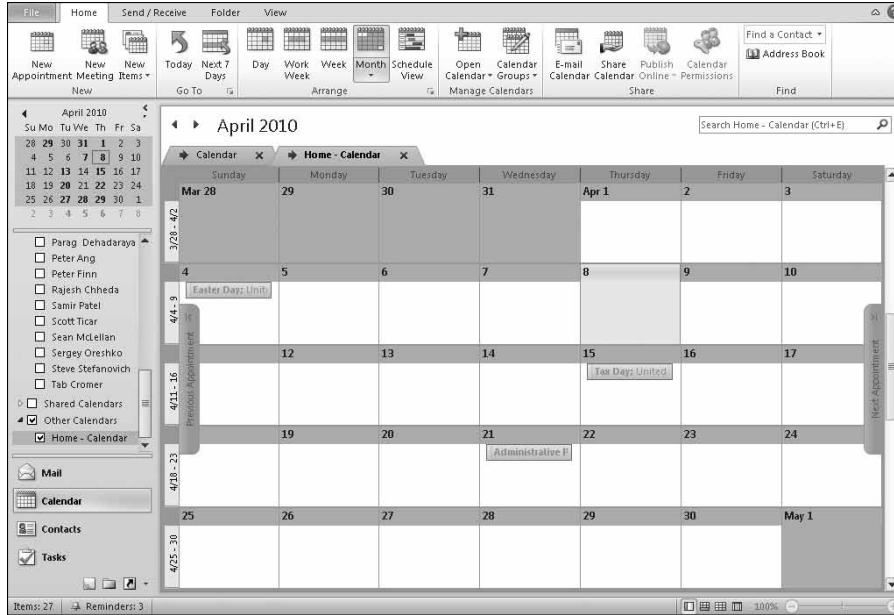 File Home Send / Receive Folder View
New Appointment New Meeting New Items Today Next 7 Days Day Work Week Week Month Schedule View Open Calendar Calendar Groups E-mail Calendar Share Calendar Publish Online Calendar Permissions Find a Contact Address Book
New Go To Arrange Manage Calendars Share Find
April 2010
Su Mo Tu We Th Fr Sa
28 29 30 31 1 2 3
4 5 6 7 8 9 10
11 12 13 14 15 16 17
18 19 20 21 22 23 24
25 26 27 28 29 30 1
2 3 4 5 6 7 8
Parag Dehadaraya
Peter Ang
Peter Finn
Rajesh Chheda
Samir Patel
Scott Ticar
Sean McLellan
Sergey Oreshko
Steve Stefanovich
Tab Cromer
Shared Calendars
Other Calendars
Home - Calendar
Mail
Calendar
Contacts
Tasks
April 2010
Search Home - Calendar (Ctrl+E)
Calendar x Home - Calendar x
Sunday Monday Tuesday Wednesday Thursday Friday Saturday
3/28 - 4/2
Mar 28 29 30 31 Apr 1 2 3
4/4 - 9
4 5 6 7 8 9 10
Easter Day; Unit
4/11 - 16
12 13 14 15 16 17
Tax Day; United
4/18 - 23
19 20 21 22 23 24
Administrative P
4/25 - 30
25 26 27 28 29 30 May 1
Previous Appointment
Next Appointment
Items: 27 Reminders: 3 100%